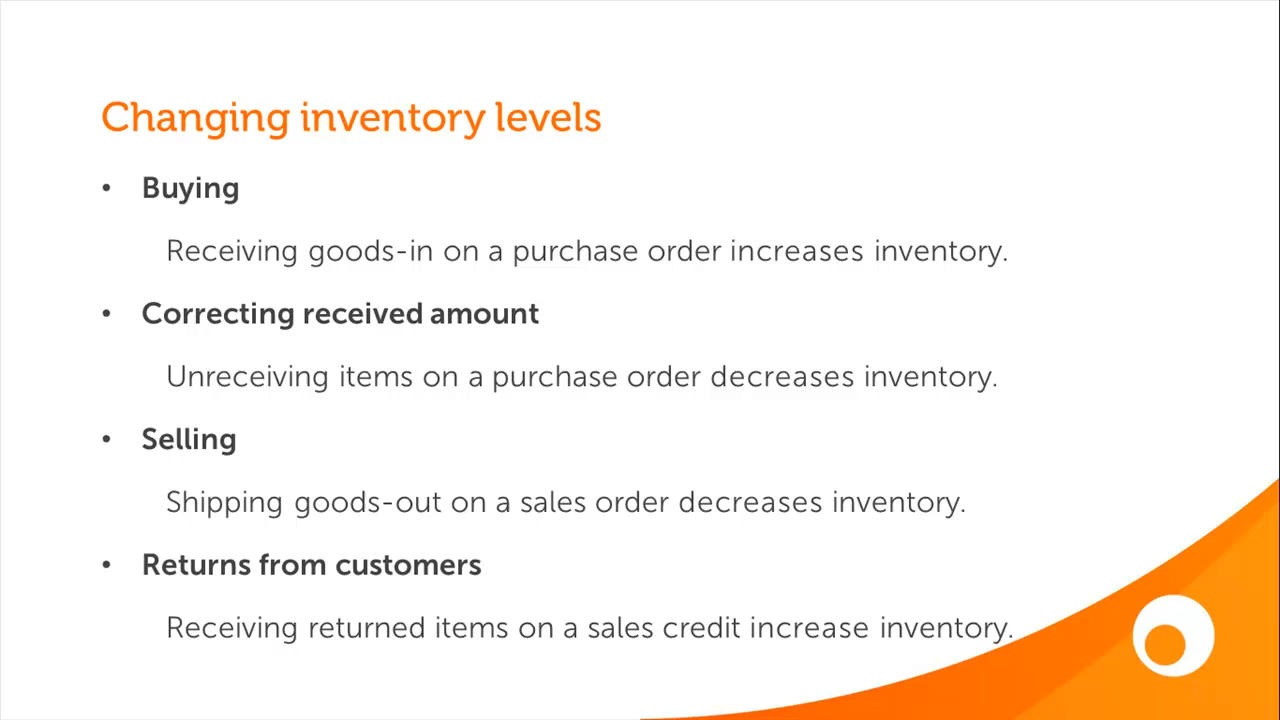 Changing inventory levels
• Buying
Receiving goods-in on a purchase order increases inventory.
• Correcting received amount
Unreceiving items on a purchase order decreases inventory.
• Selling
Shipping goods-out on a sales order decreases inventory.
• Returns from customers
Receiving returned items on a sales credit increase inventory.